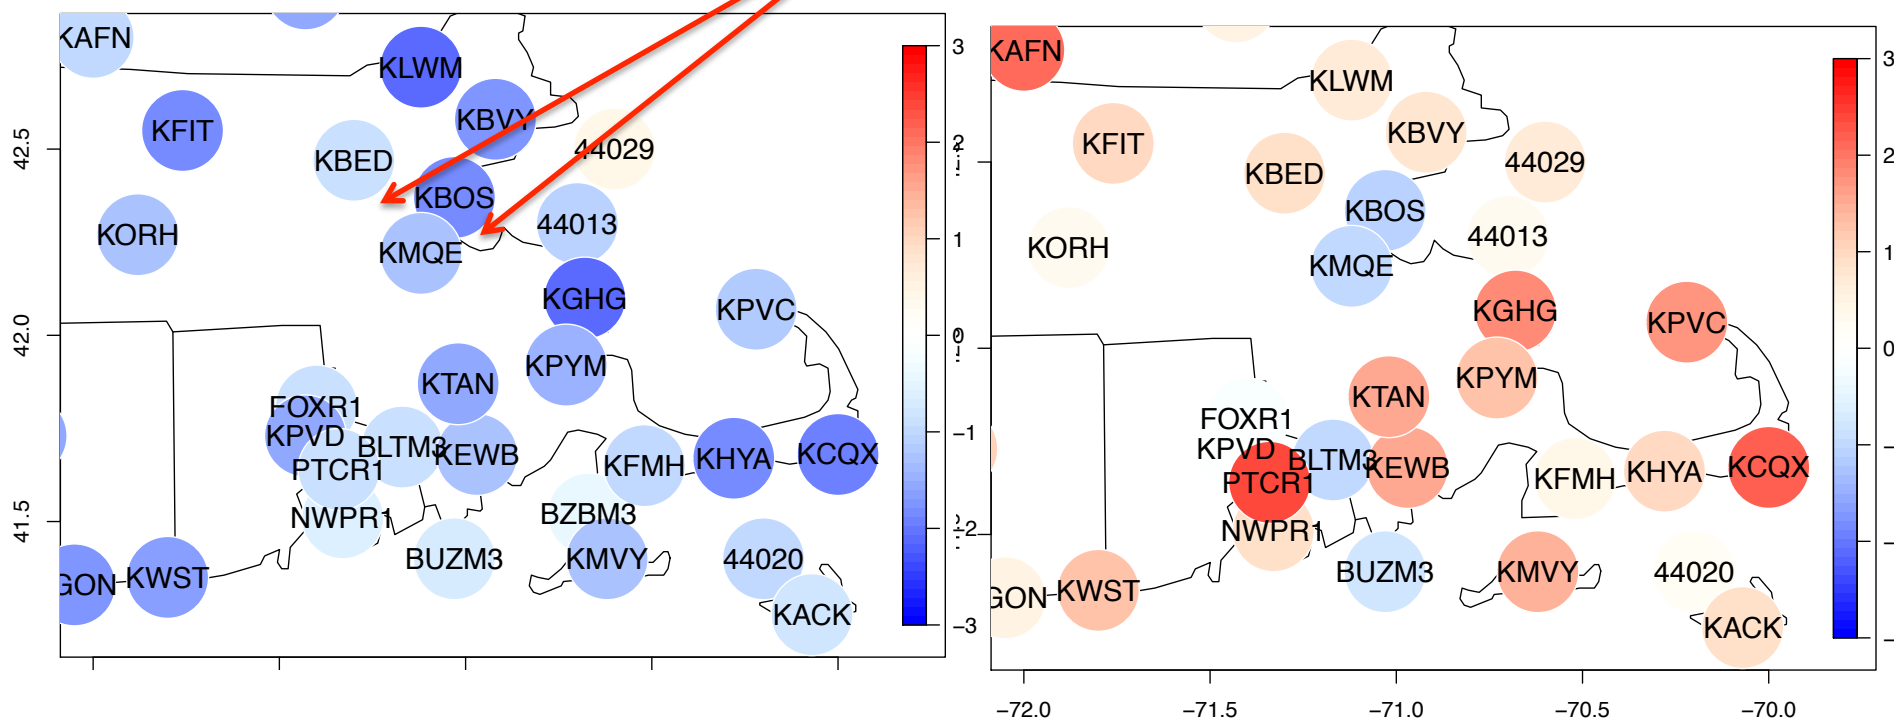 KAFN
KLWM
KFIT
KBVY
KBED
44029
KBOS
KORH
44013
KMQE
KGHG
KPVC
KPYM
KTAN
FOXR1
KPVD
BLTM3
KEWB
PTCR1
KFMH
KHYA
KCQX
NWPR1
BZBM3
BUZM3
KMVY
44020
GON
KWST
KACK
42.5
42.0
41.5
3
2
1
0
−1
−2
−3
KAFN
KLWM
KFIT
KBVY
KBED
44029
KBOS
KORH
44013
KMQE
KGHG
KPVC
KPYM
KTAN
FOXR1
KPVD
BLTM3
KEWB
PTCR1
KFMH
KHYA
KCQX
NWPR1
BUZM3
KMVY
44020
GON
KWST
KACK
3
2
1
0
−72.0
−71.5
−71.0
−70.5
−70.0